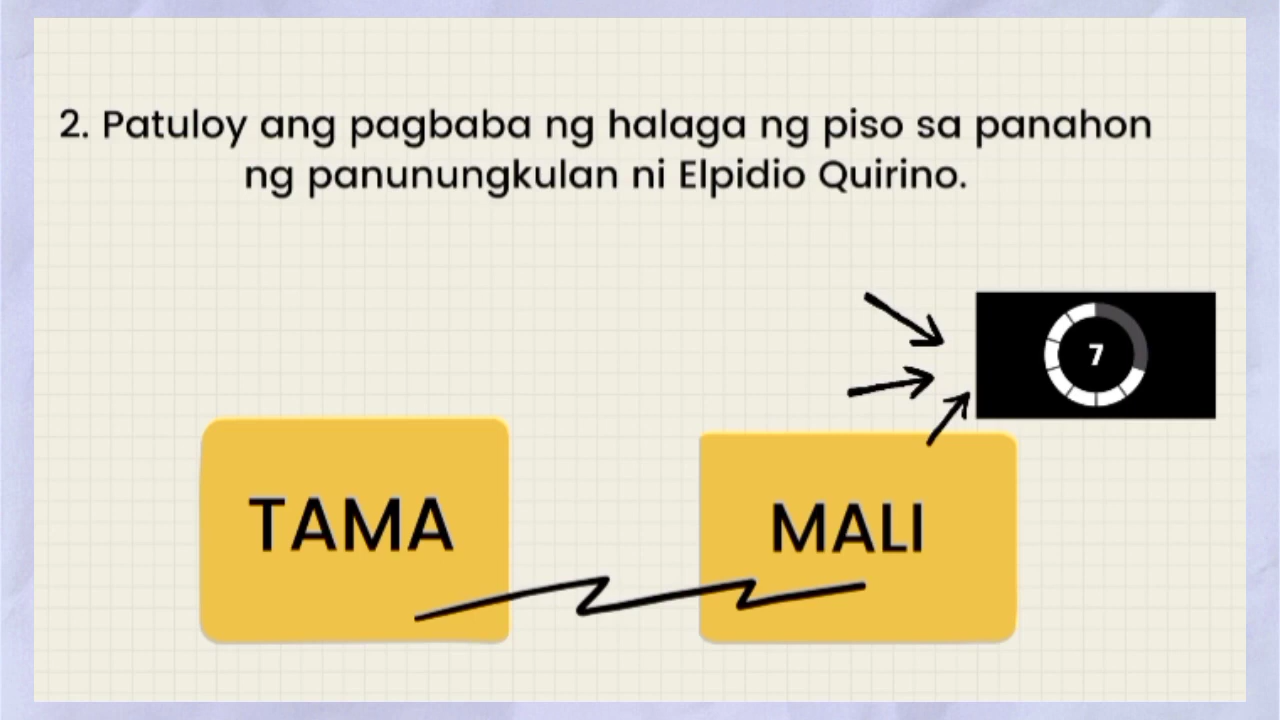 2. Patuloy ang pagbaba ng halaga ng piso sa panahon
ng panunungkulan ni Elpidio Quirino.
7
TAMA
MALI